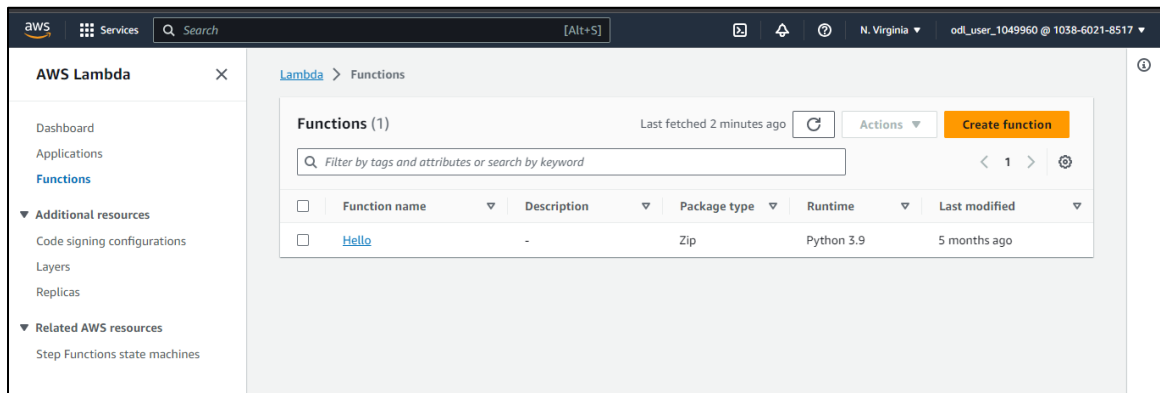 aws Services Search [Alt+S] N. Virginia odl_user_1049960 @ 1038-6021-8517
AWS Lambda
Dashboard
Applications
Functions
Additional resources
Code signing configurations
Layers
Replicas
Related AWS resources
Step Functions state machines
Lambda > Functions
Functions (1) Last fetched 2 minutes ago Actions Create function
Filter by tags and attributes or search by keyword < 1 >
Function name Description Package type Runtime Last modified
Hello - Zip Python 3.9 5 months ago